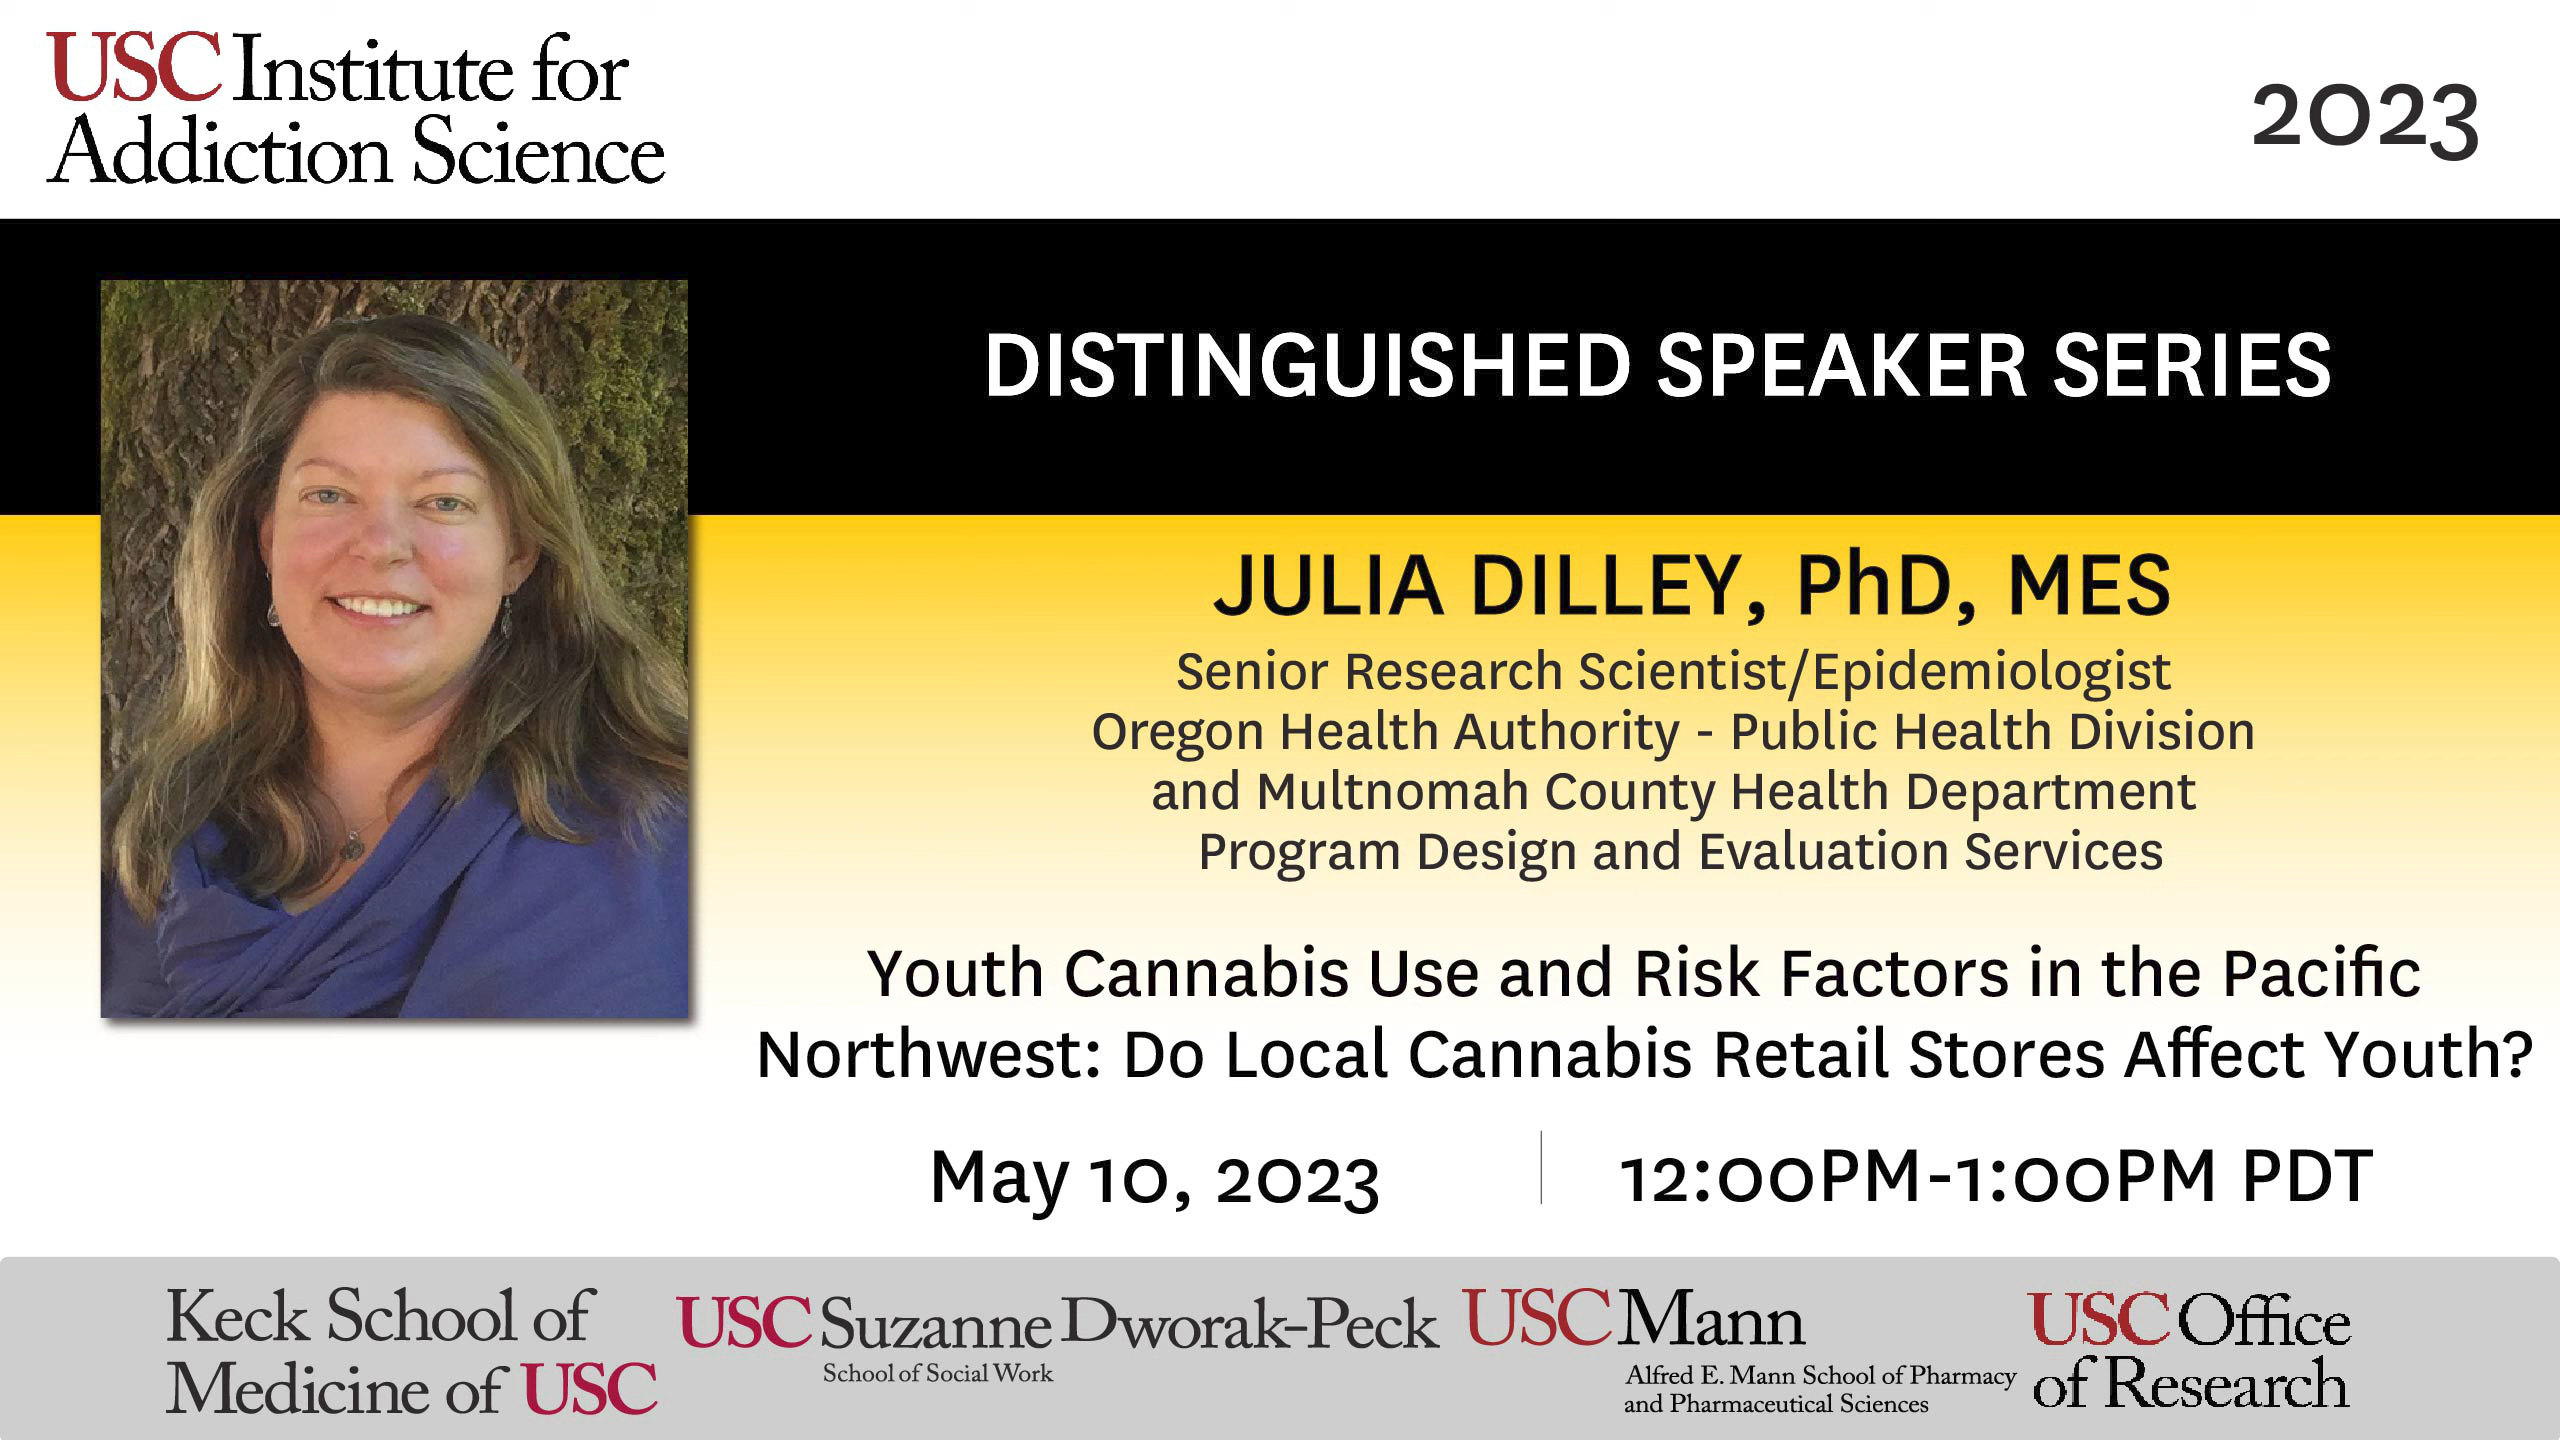 USC Institute for
Addiction Science
2023
DISTINGUISHED SPEAKER SERIES
JULIA DILLEY, PhD, MES
Senior Research Scientist/Epidemiologist
Oregon Health Authority - Public Health Division
and Multnomah County Health Department
Program Design and Evaluation Services
Youth Cannabis Use and Risk Factors in the Pacific
Northwest: Do Local Cannabis Retail Stores Affect Youth?
May 10, 2023
12:00PM-1:00PM PDT
Keck School of
Medicine of USC
USC Suzanne Dworak-Peck
School of Social Work
USC Mann
Alfred E. Mann School of Pharmacy
and Pharmaceutical Sciences
USC Office
of Research